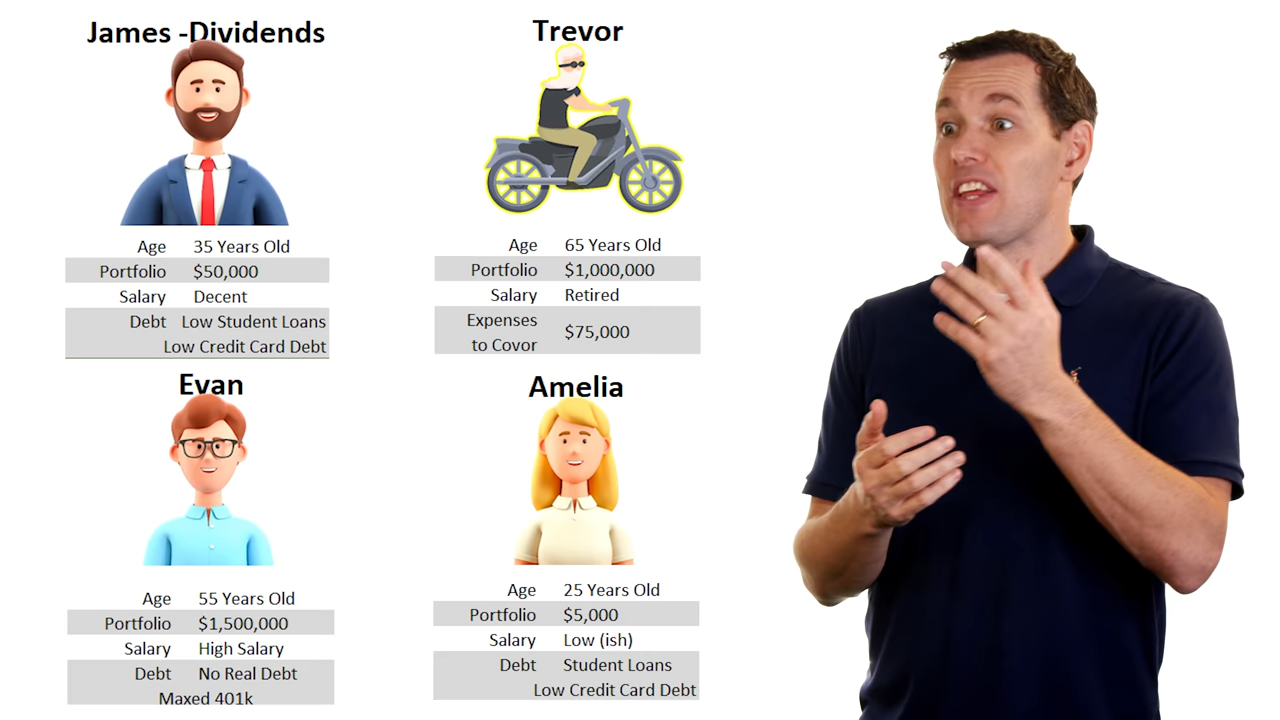 James -Dividends
Age 35 Years Old
Portfolio $50,000
Salary Decent
Debt Low Student Loans
Low Credit Card Debt
Trevor
Age 65 Years Old
Portfolio $1,000,000
Salary Retired
Expenses
to Covor $75,000
Evan
Age 55 Years Old
Portfolio $1,500,000
Salary High Salary
Debt No Real Debt
Maxed 401k
Amelia
Age 25 Years Old
Portfolio $5,000
Salary Low (ish)
Debt Student Loans
Low Credit Card Debt